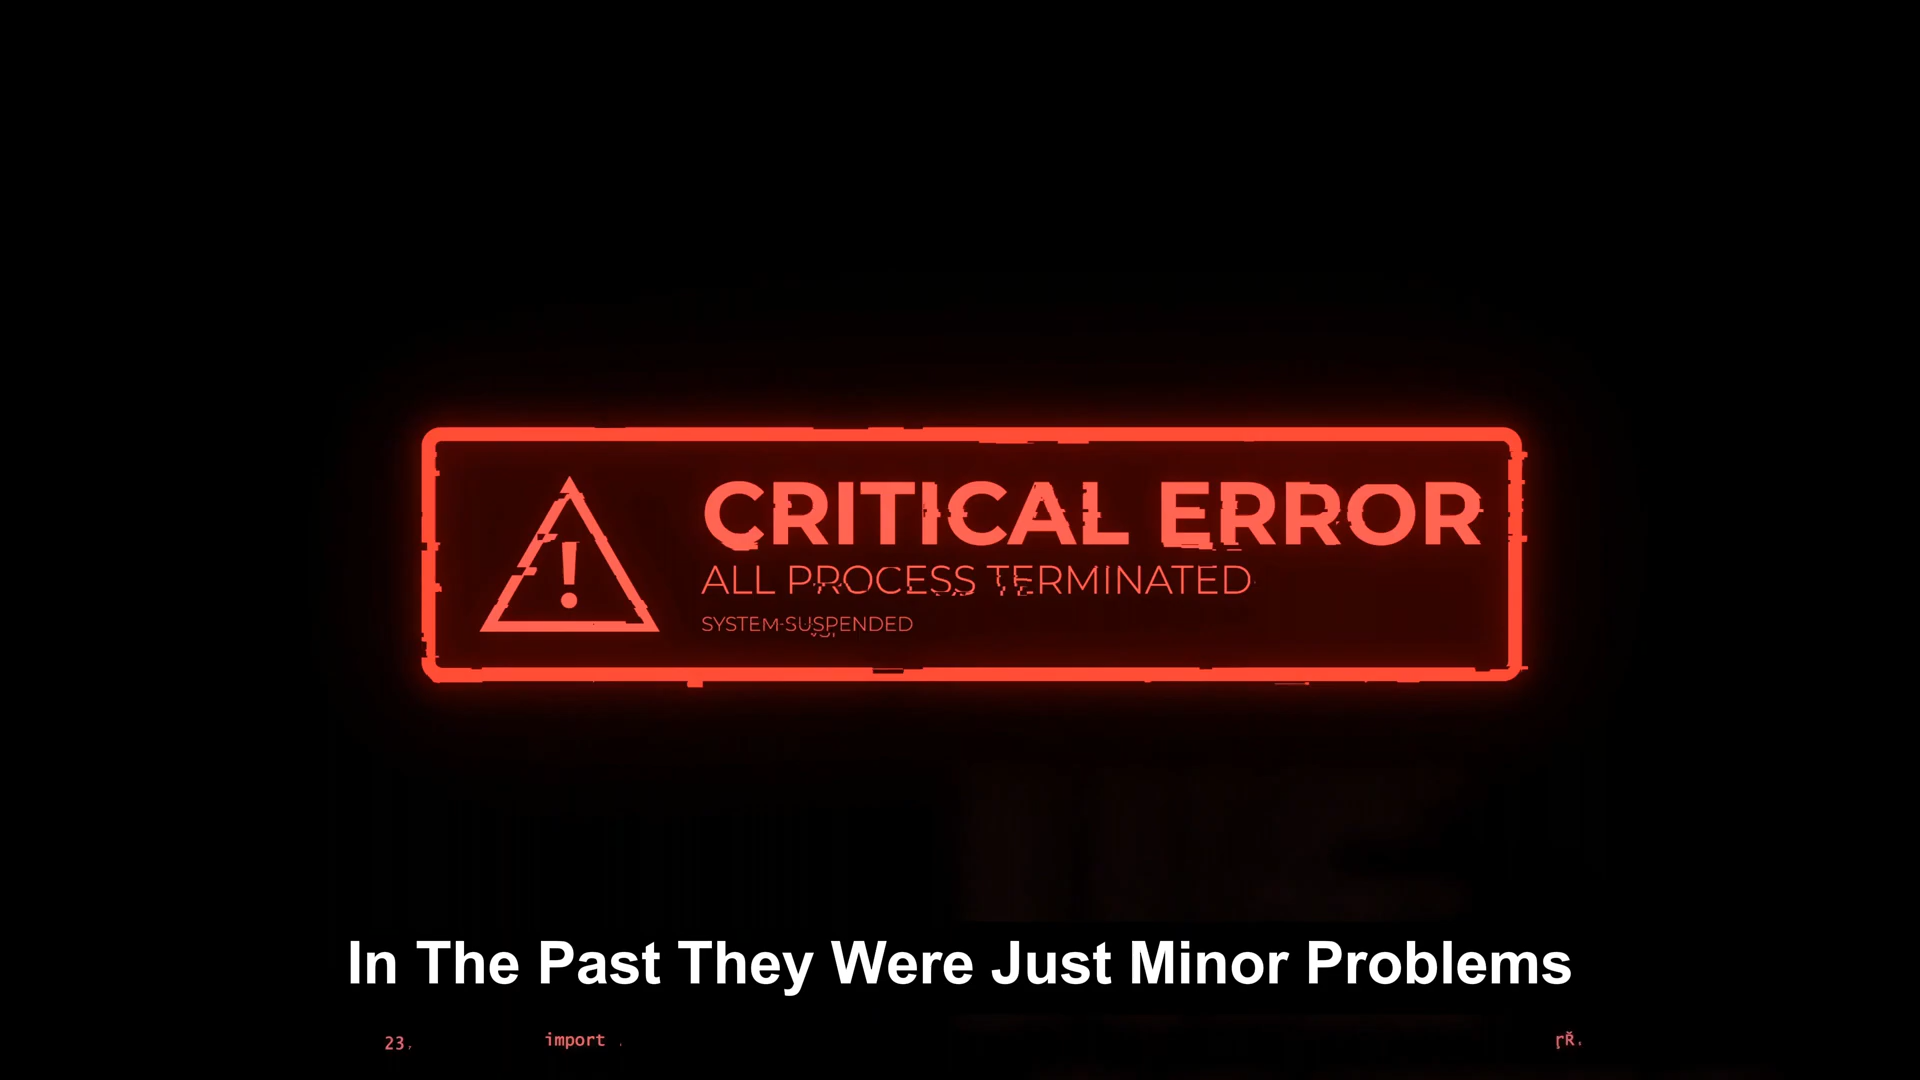 CRITICAL ERROR
ALL PROCESS TERMINATED
SYSTEM-SUSPENDED
In The Past They Were Just Minor Problems
23,
import